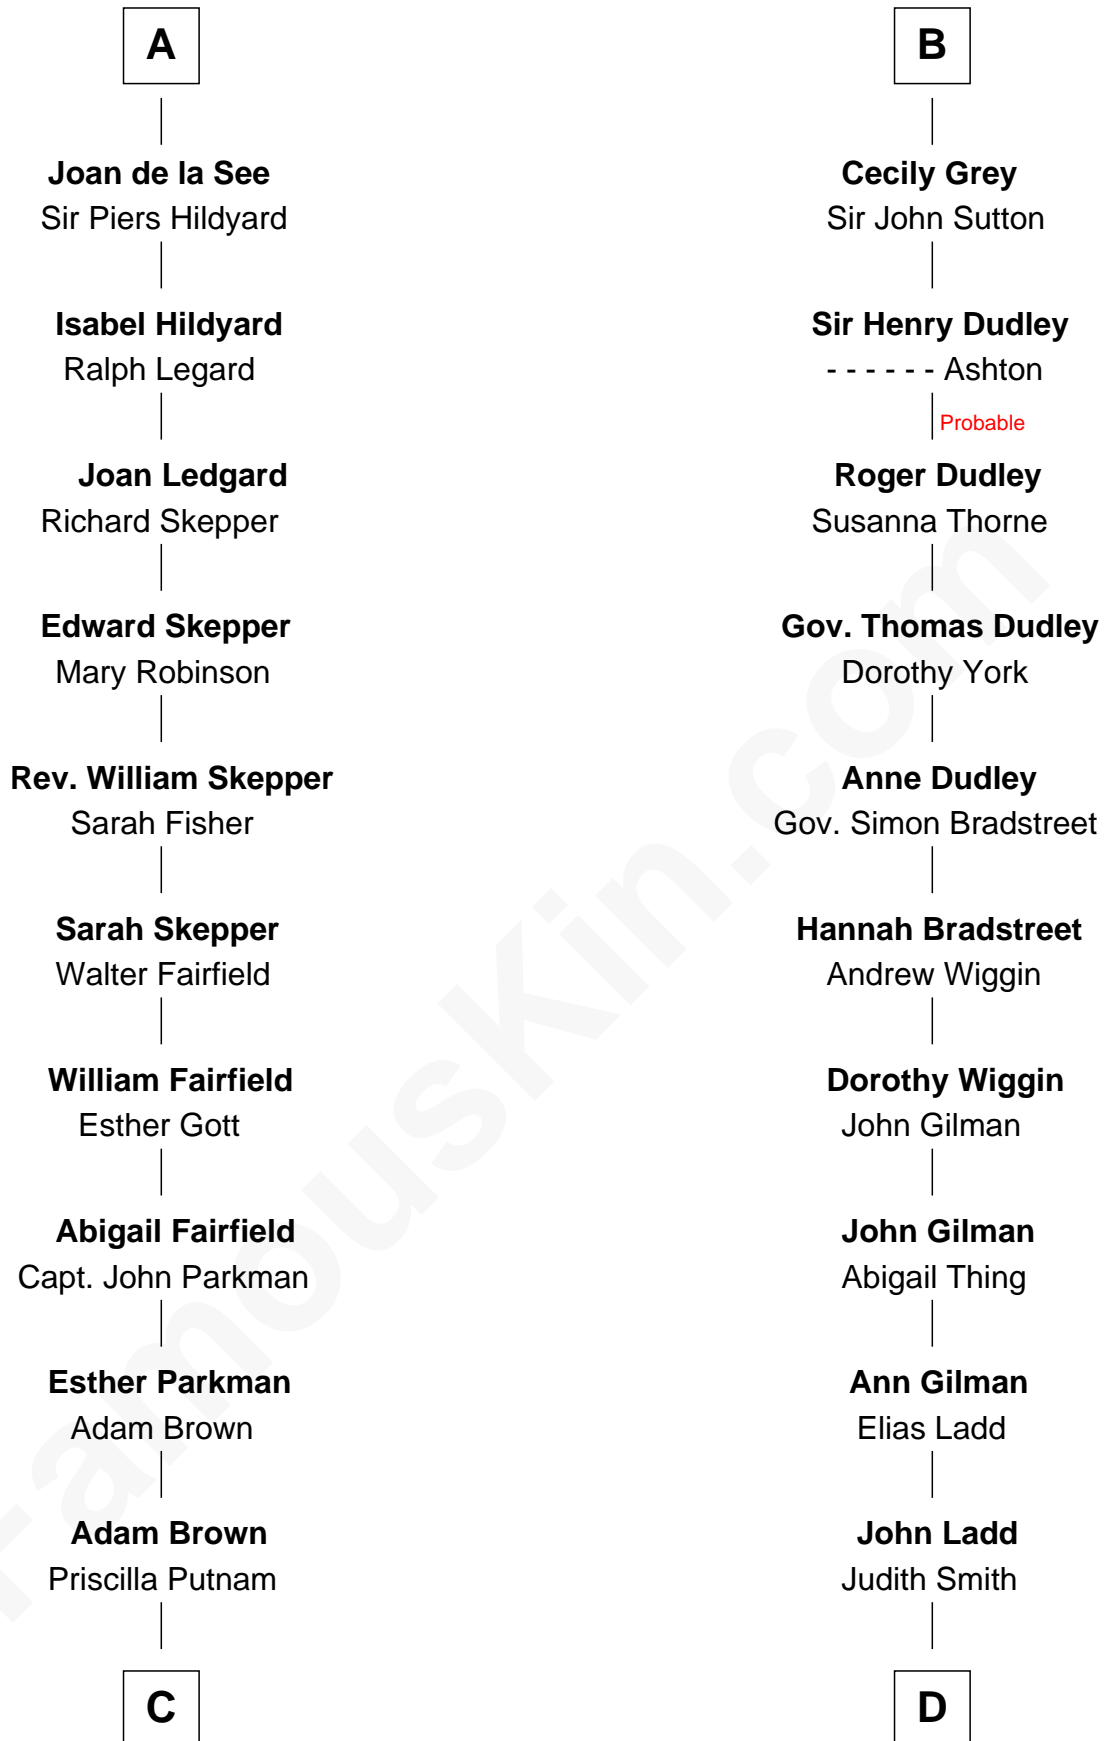 A
Joan de la See
Sir Piers Hildyard
Isabel Hildyard
Ralph Legard
Joan Ledgard
Richard Skepper
Edward Skepper
Mary Robinson
Rev. William Skepper
Sarah Fisher
Sarah Skepper
Walter Fairfield
William Fairfield
Esther Gott
Abigail Fairfield
Capt. John Parkman
Esther Parkman
Adam Brown
Adam Brown
Priscilla Putnam
C
B
Cecily Grey
Sir John Sutton
Sir Henry Dudley
- - - - - - Ashton
Probable
Roger Dudley
Susanna Thorne
Gov. Thomas Dudley
Dorothy York
Anne Dudley
Gov. Simon Bradstreet
Hannah Bradstreet
Andrew Wiggin
Dorothy Wiggin
John Gilman
John Gilman
Abigail Thing
Ann Gilman
Elias Ladd
John Ladd
Judith Smith
D
FamousKin.com